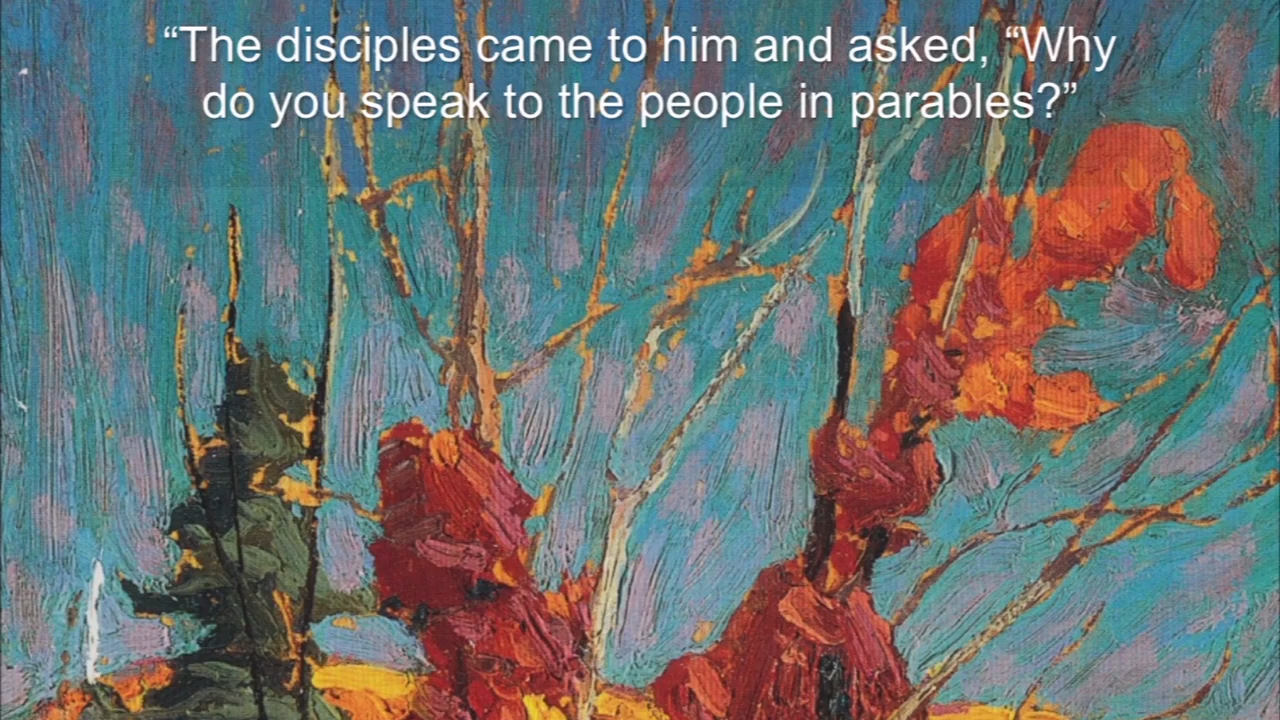 “The disciples came to him and asked, “Why
do you speak to the people in parables?”